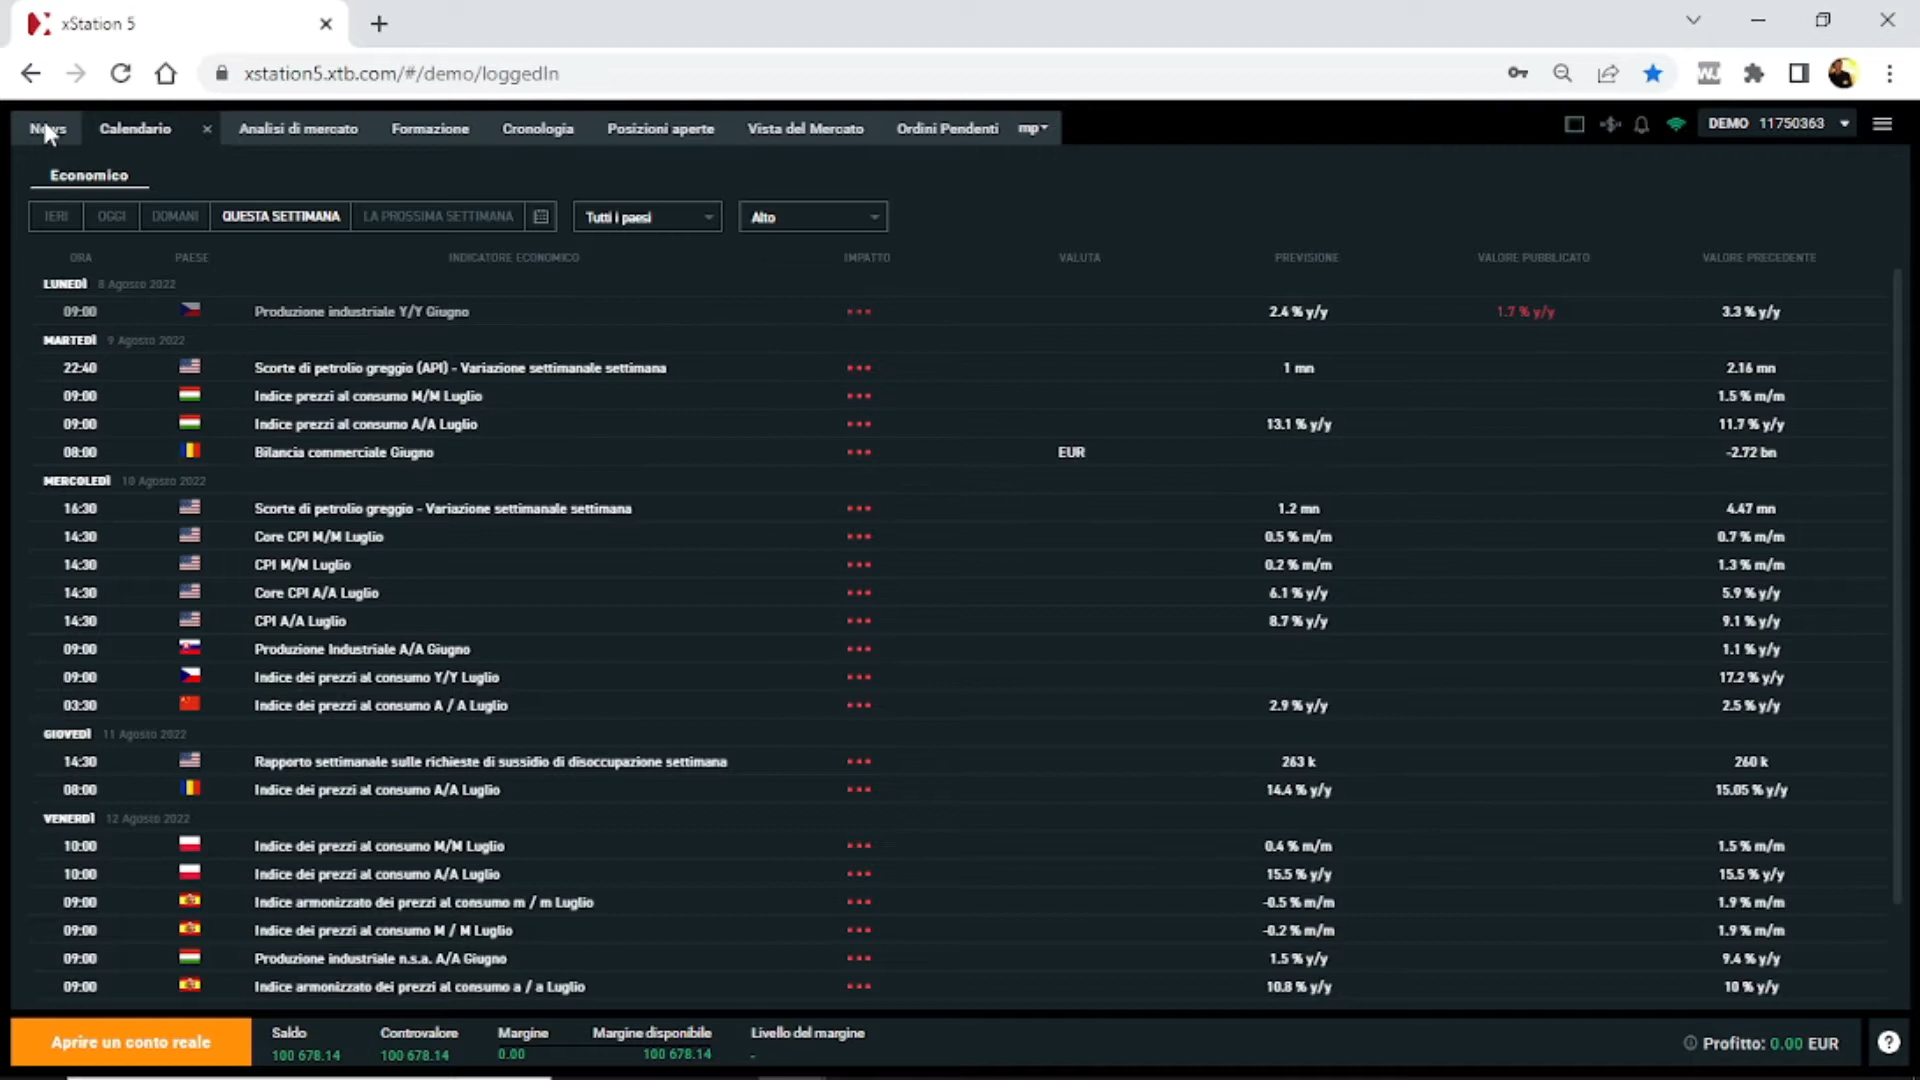 xStation 5
xstation5.xtb.com/#/demo/loggedIn
News Calendario Analisi di mercato Formazione Cronologia Posizioni aperte Vista del Mercato Ordini Pendenti mp DEMO 11750363
Economico
IERI OGGI DOMANI QUESTA SETTIMANA LA PROSSIMA SETTIMANA Tutti i paesi Alto
ORA PAESE INDICATORE ECONOMICO IMPATTO VALUTA PREVISIONE VALORE PUBBLICATO VALORE PRECEDENTE
LUNEDÌ 8 Agosto 2022
09:00 Produzione industriale Y/Y Giugno 2.4 % y/y 1.7 % y/y 3.3 % y/y
MARTEDÌ 9 Agosto 2022
22:40 Scorte di petrolio greggio (API) - Variazione settimanale settimana 1 mn 2.16 mn
09:00 Indice prezzi al consumo M/M Luglio 1.5 % m/m
09:00 Indice prezzi al consumo A/A Luglio 13.1 % y/y 11.7 % y/y
08:00 Bilancia commerciale Giugno EUR -2.72 bn
MERCOLEDÌ 10 Agosto 2022
16:30 Scorte di petrolio greggio - Variazione settimanale settimana 1.2 mn 4.47 mn
14:30 Core CPI M/M Luglio 0.5 % m/m 0.7 % m/m
14:30 CPI M/M Luglio 0.2 % m/m 1.3 % m/m
14:30 Core CPI A/A Luglio 6.1 % y/y 5.9 % y/y
14:30 CPI A/A Luglio 8.7 % y/y 9.1 % y/y
09:00 Produzione Industriale A/A Giugno 1.1 % y/y
09:00 Indice dei prezzi al consumo Y/Y Luglio 17.2 % y/y
03:30 Indice dei prezzi al consumo A / A Luglio 2.9 % y/y 2.5 % y/y
GIOVEDÌ 11 Agosto 2022
14:30 Rapporto settimanale sulle richieste di sussidio di disoccupazione settimana 263 k 260 k
08:00 Indice dei prezzi al consumo A/A Luglio 14.4 % y/y 15.05 % y/y
VENERDÌ 12 Agosto 2022
10:00 Indice dei prezzi al consumo M/M Luglio 0.4 % m/m 1.5 % m/m
10:00 Indice dei prezzi al consumo A/A Luglio 15.5 % y/y 15.5 % y/y
09:00 Indice armonizzato dei prezzi al consumo m / m Luglio -0.5 % m/m 1.9 % m/m
09:00 Indice dei prezzi al consumo M / M Luglio -0.2 % m/m 1.9 % m/m
09:00 Produzione industriale n.s.a. A/A Giugno 1.5 % y/y 9.4 % y/y
09:00 Indice armonizzato dei prezzi al consumo a / a Luglio 10.8 % y/y 10 % y/y
Aprire un conto reale
Saldo Controvalore Margine Margine disponibile Livello del margine
100 678.14 100 678.14 0.00 100 678.14 -
Profitto: 0.00 EUR ?